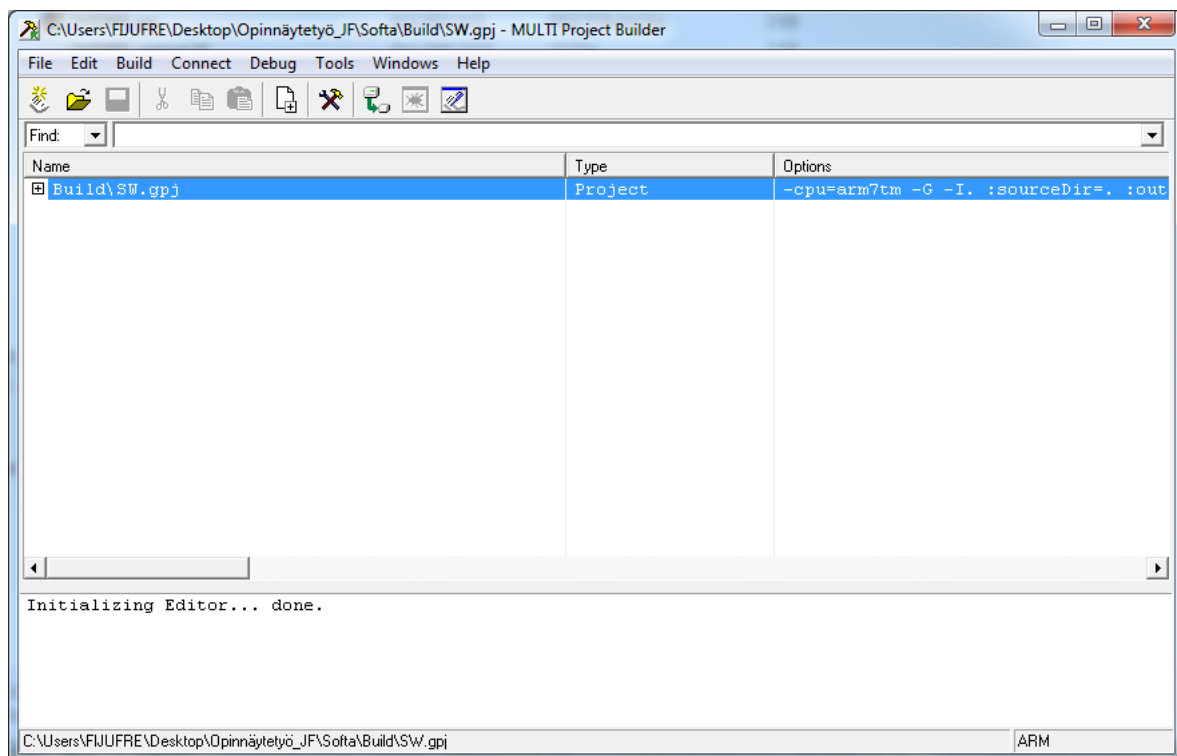 C:\Users\FIJUFRE\Desktop\Opinnäytetyö_JF\Softa\Build\SW.gpj - MULTI Project Builder
File Edit Build Connect Debug Tools Windows Help
Find:
Name Type Options
Build\SW.gpj Project -cpu=arm7tm -G -I. :sourceDir=. :out
Initializing Editor... done.
C:\Users\FIJUFRE\Desktop\Opinnäytetyö_JF\Softa\Build\SW.gpj ARM